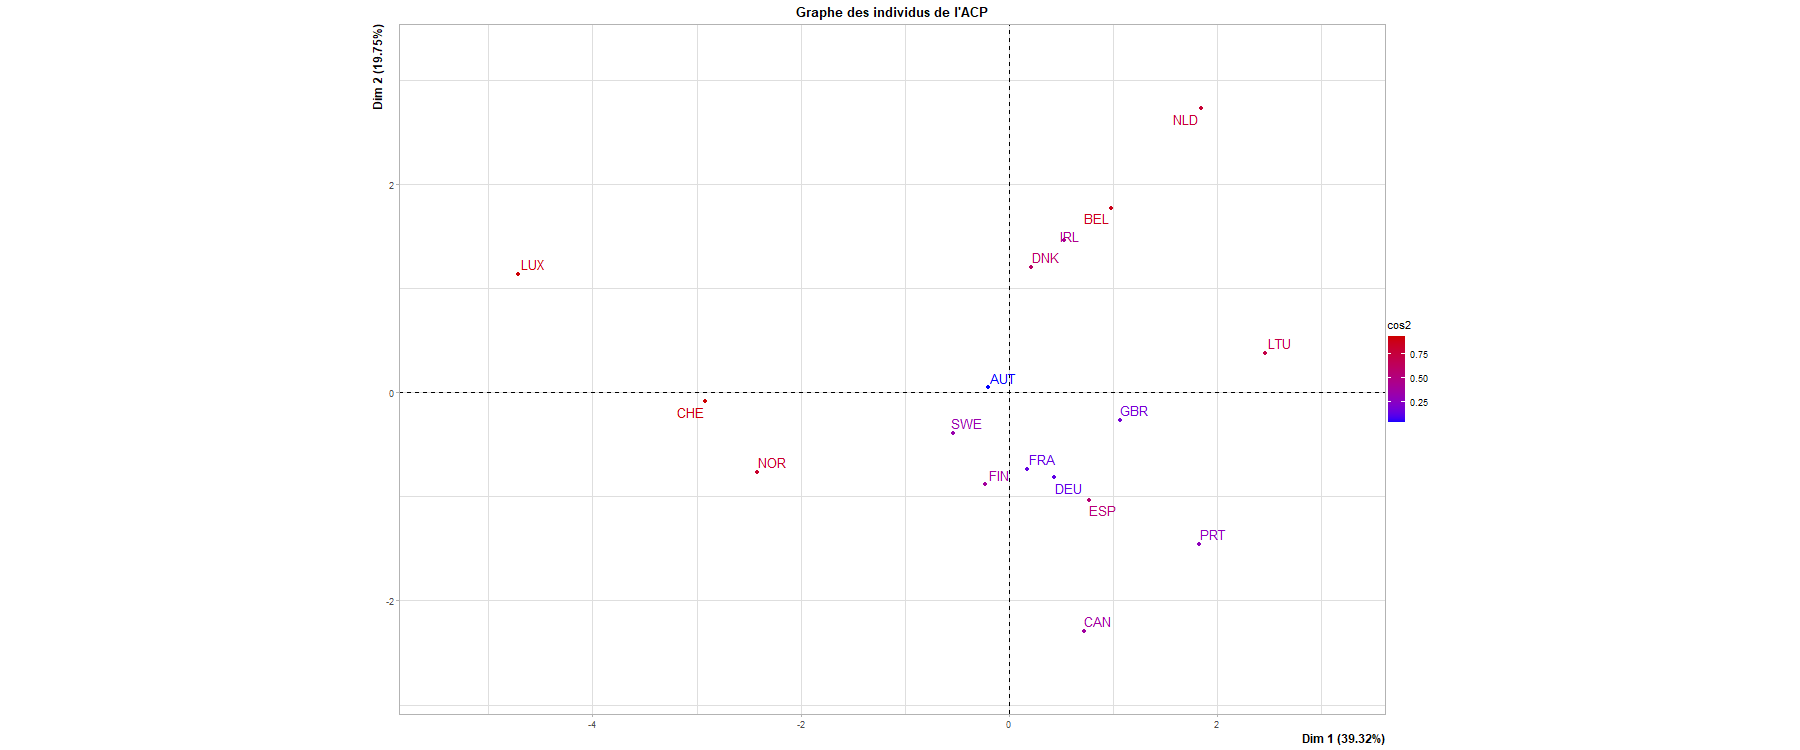 Graphe des individus de l'ACP
Dim 2 (19.75%)
NLD
2
BEL
IRL
DNK
LUX
cos2
LTU
0.75
AUT
0.50
0
CHE
GBR
0.25
SWE
NOR
FRA
FIN
DEU
ESP
PRT
-2
CAN
-4
-2
0
2
Dim 1 (39.32%)